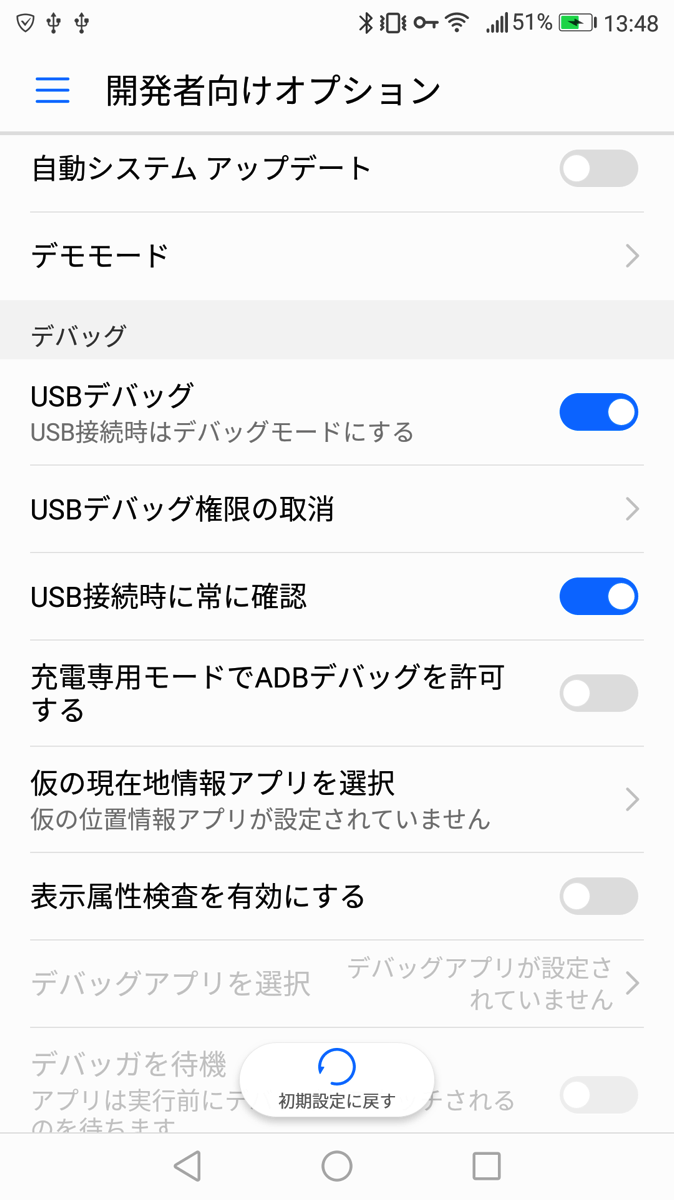 51% 13:48
開発者向けオプション
自動システム アップデート
デモモード
デバッグ
USBデバッグ
USB接続時はデバッグモードにする
USBデバッグ権限の取消
USB接続時に常に確認
充電専用モードでADBデバッグを許可
する
仮の現在地情報アプリを選択
仮の位置情報アプリが設定されていません
表示属性検査を有効にする
デバッグアプリを選択
デバッグアプリが設定さ
れていません
デバッガを待機
アプリは実行前にデ チされる
のを待ちます
初期設定に戻す